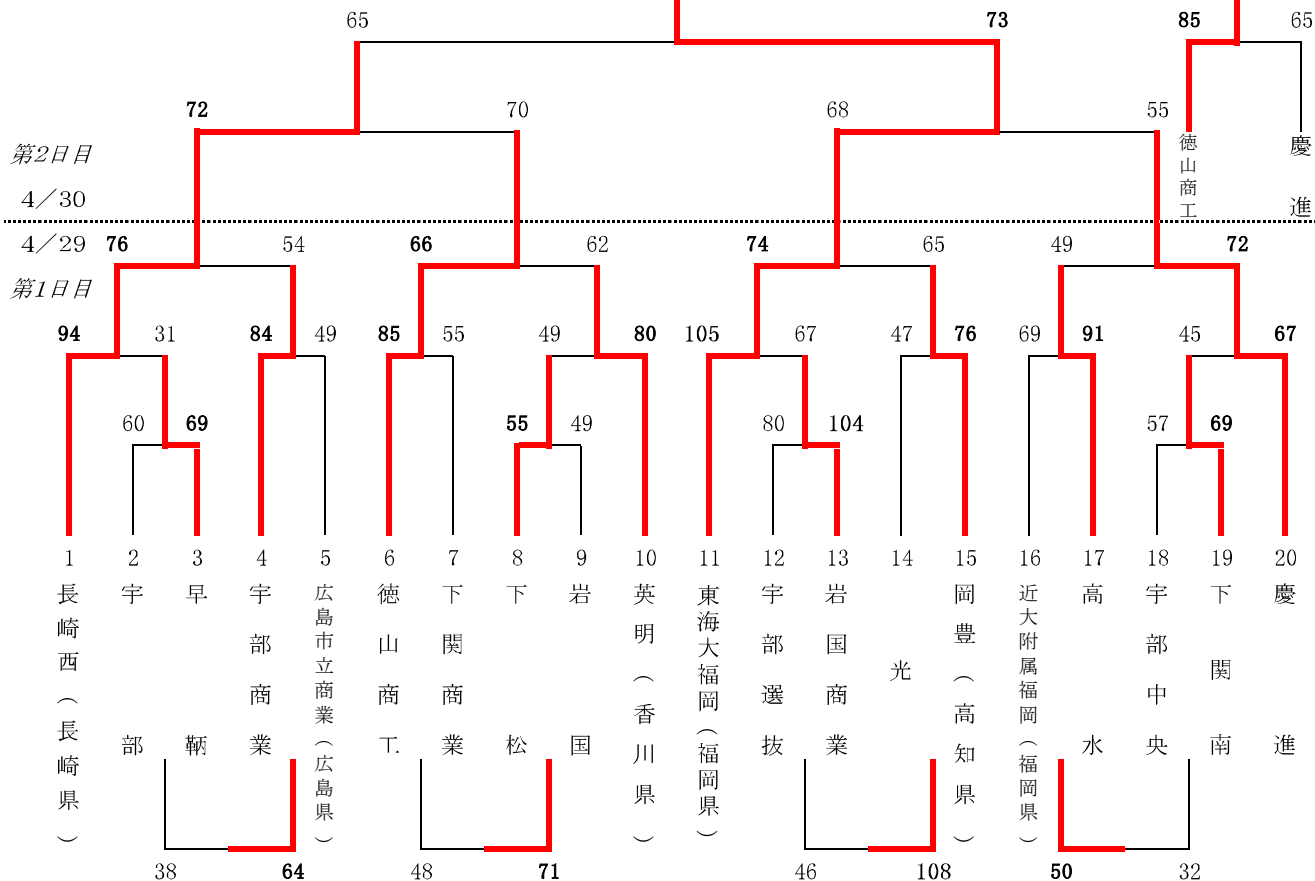 65 73 85 65
72 70 68 55
第2日目
徳山商工
慶進
4／30
4／29 76 54 66 62 74 65 49 72
第1日目
94 31 84 49 85 55 49 80 105 67 47 76 69 91 45 67
60 69 55 49 80 104 57 69
1 2 3 4 5 6 7 8 9 10 11 12 13 14 15 16 17 18 19 20
長崎西（長崎県）
宇部
早鞆
宇部商業
広島市立商業（広島県）
徳山商工
下関商業
下松
岩国
英明（香川県）
東海大福岡（福岡県）
宇部選抜
岩国商業
光
岡豊（高知県）
近大附属福岡（福岡県）
高水
宇部中央
下関南
慶進
38 64 48 71 46 108 50 32